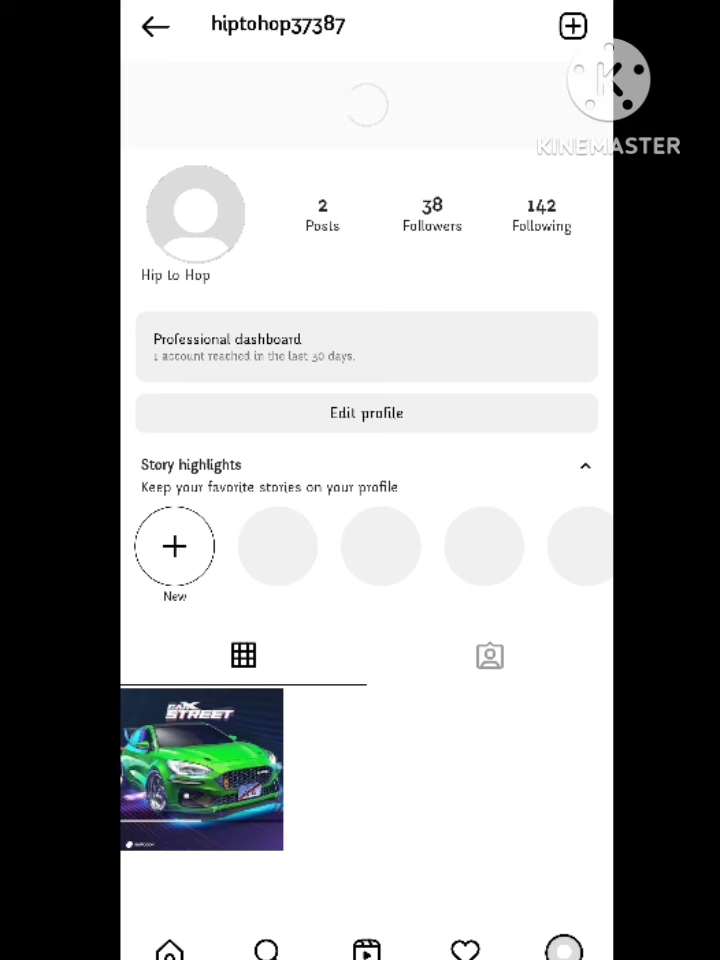 hiptohop37387
KINEMASTER
2
Posts
38
Followers
142
Following
Hip to Hop
Professional dashboard
1 account reached in the last 30 days.
Edit profile
Story highlights
Keep your favorite stories on your profile
New
CARX
STREET